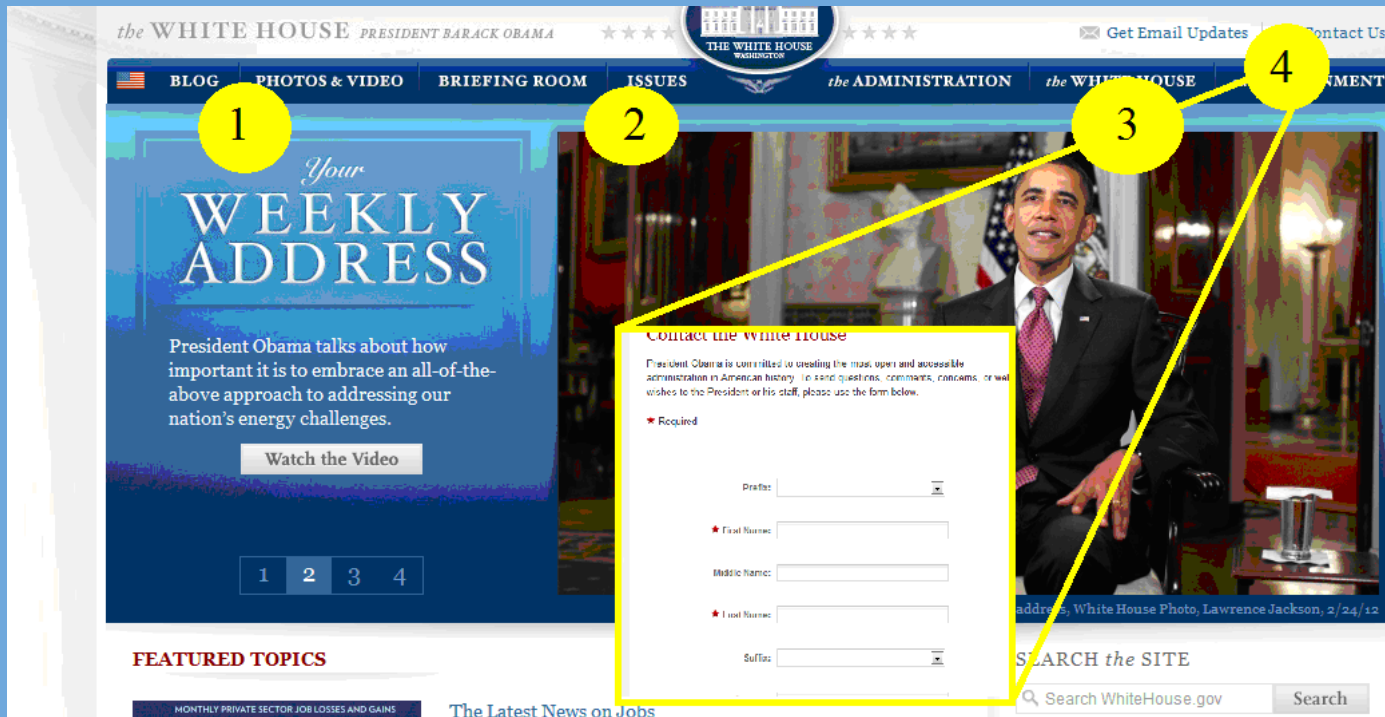 the WHITE HOUSE PRESIDENT BARACK OBAMA
THE WHITE HOUSE
WASHINGTON
Get Email Updates
Contact Us
BLOG PHOTOS & VIDEO BRIEFING ROOM ISSUES the ADMINISTRATION the WHITE HOUSE
1
2
3
4
Your
WEEKLY
ADDRESS
President Obama talks about how
important it is to embrace an all-of-the-
above approach to addressing our
nation's energy challenges.
Watch the Video
1 2 3 4
Contact the White House
President Obama is committed to creating the most open and accessible
administration in American history. To send questions, comments, concerns, or well
wishes to the President or his staff, please use the form below.
★ Required
Prefix:
★ First Name:
Middle Name:
★ Last Name:
Suffix:
address, White House Photo, Lawrence Jackson, 2/24/12
FEATURED TOPICS
MONTHLY PRIVATE SECTOR JOB LOSSES AND GAINS
The Latest News on Jobs
SEARCH the SITE
Search WhiteHouse.gov
Search